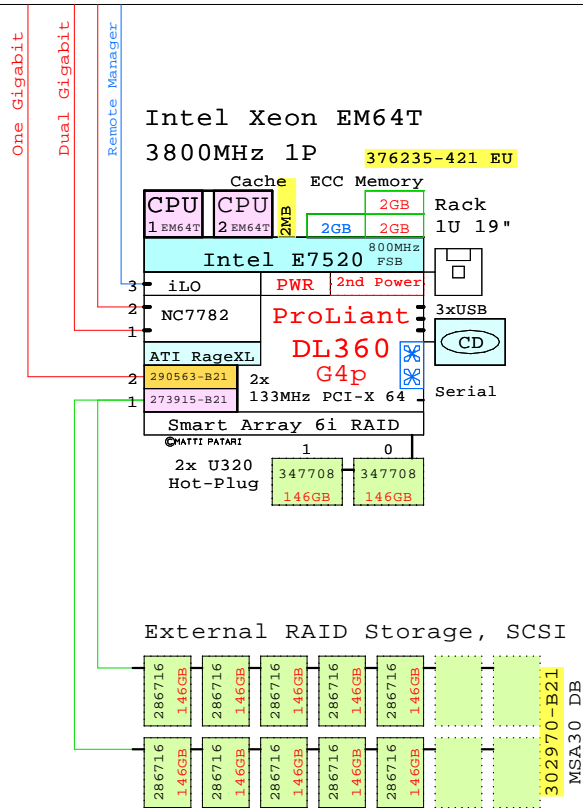 One Gigabit
Dual Gigabit
Remote Manager
Intel Xeon EM64T
3800MHz 1P
376235-421 EU
Cache
ECC Memory
CPU
1 EM64T
CPU
2 EM64T
2MB
2GB
2GB
2GB
Rack
1U 19"
Intel E7520
800MHz
FSB
3
iLO
PWR
2nd Power
2
1
NC7782
ProLiant
DL360
G4p
3xUSB
CD
ATI RageXL
2
290563-B21
1
273915-B21
2x
133MHz PCI-X 64
Serial
Smart Array 6i RAID
©MATTI PATARI
2x U320
Hot-Plug
1
0
347708
146GB
347708
146GB
External RAID Storage, SCSI
286716
146GB
286716
146GB
286716
146GB
286716
146GB
286716
146GB
286716
146GB
286716
146GB
286716
146GB
286716
146GB
286716
146GB
302970-B21
MSA30 DB